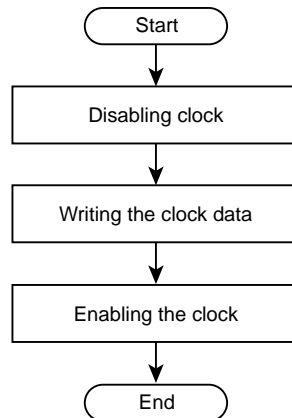 Start
Disabling clock
Writing the clock data
Enabling the clock
End